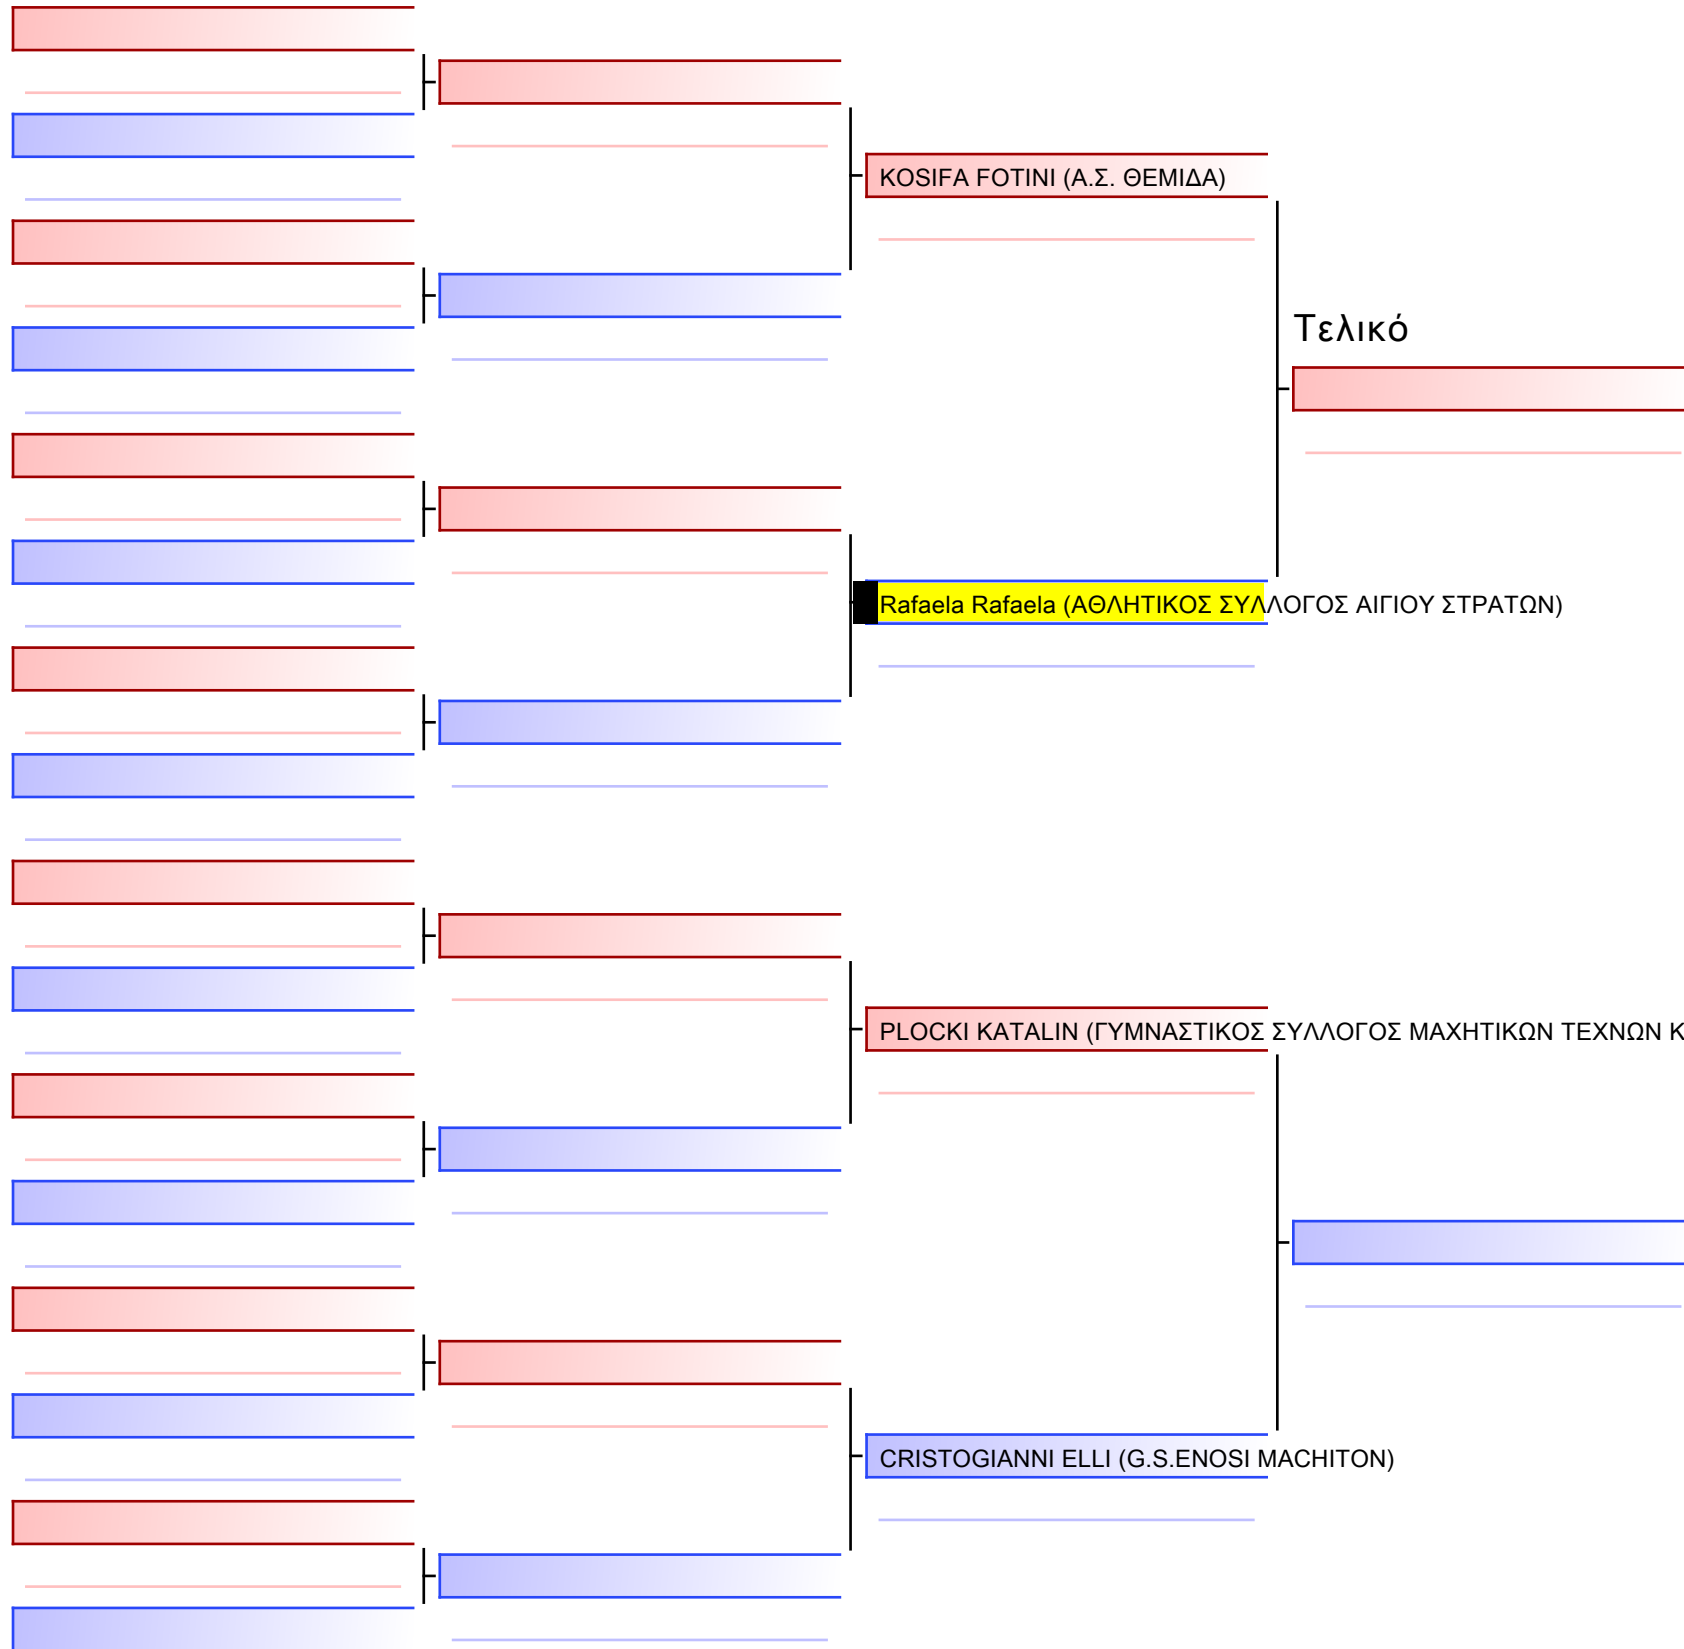 KOSIFA FOTINI (Α.Σ. ΘΕΜΙΔΑ)
Τελικό
Rafaela Rafaela (ΑΘΛΗΤΙΚΟΣ ΣΥΛΛΟΓΟΣ ΑΙΓΙΟΥ ΣΤΡΑΤΩΝ)
PLOCKI KATALIN (ΓΥΜΝΑΣΤΙΚΟΣ ΣΥΛΛΟΓΟΣ ΜΑΧΗΤΙΚΩΝ ΤΕΧΝΩΝ Κ
CRISTOGIANNI ELLI (G.S.ENOSI MACHITON)